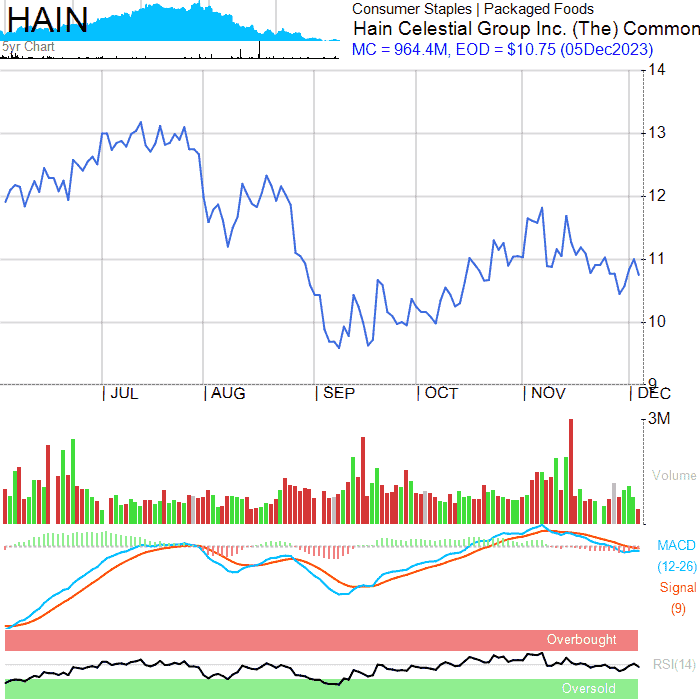 HAIN
5yr Chart
Consumer Staples | Packaged Foods
Hain Celestial Group Inc. (The) Common
MC = 964.4M, EOD = $10.75 (05Dec2023)
14
13
12
11
10
9
| JUL | AUG | SEP | OCT | NOV | DEC
3M
Volume
MACD
(12-26)
Signal
(9)
Overbought
RSI(14)
Oversold